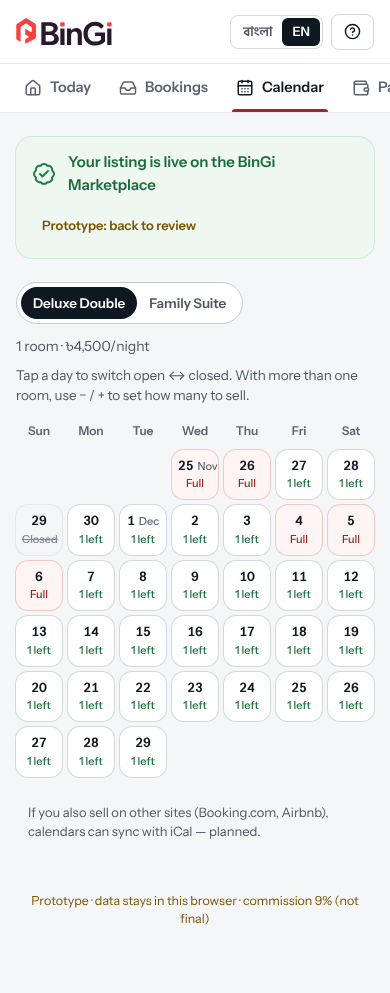 BinGi
বাংলা EN
Today Bookings Calendar Pa
Your listing is live on the BinGi
Marketplace
Prototype: back to review
Deluxe Double Family Suite
1 room · ৳4,500/night
Tap a day to switch open ↔ closed. With more than one
room, use − / + to set how many to sell.
Sun Mon Tue Wed Thu Fri Sat
25 Nov 26 27 28
Full Full 1 left 1 left
29 30 1 Dec 2 3 4 5
Closed 1 left 1 left 1 left 1 left Full Full
6 7 8 9 10 11 12
Full 1 left 1 left 1 left 1 left 1 left 1 left
13 14 15 16 17 18 19
1 left 1 left 1 left 1 left 1 left 1 left 1 left
20 21 22 23 24 25 26
1 left 1 left 1 left 1 left 1 left 1 left 1 left
27 28 29
1 left 1 left 1 left
If you also sell on other sites (Booking.com, Airbnb),
calendars can sync with iCal — planned.
Prototype · data stays in this browser · commission 9% (not
final)